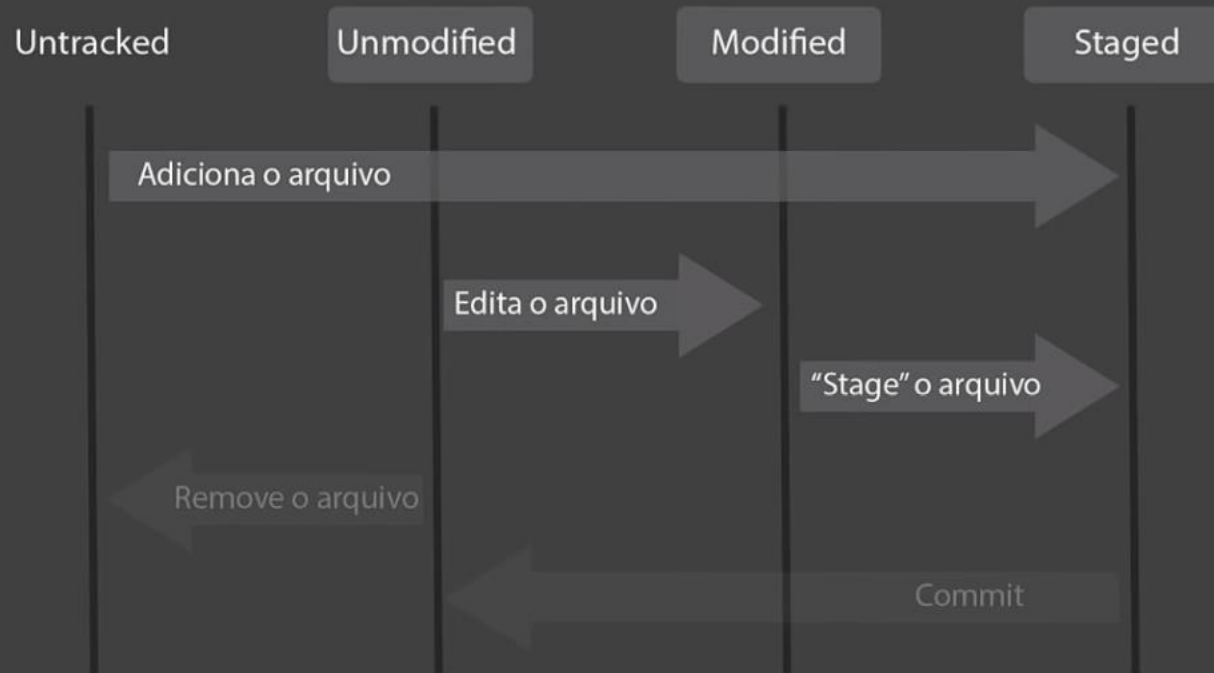 Untracked
Unmodified
Modified
Staged
Adiciona o arquivo
Edita o arquivo
“Stage” o arquivo
Remove o arquivo
Commit